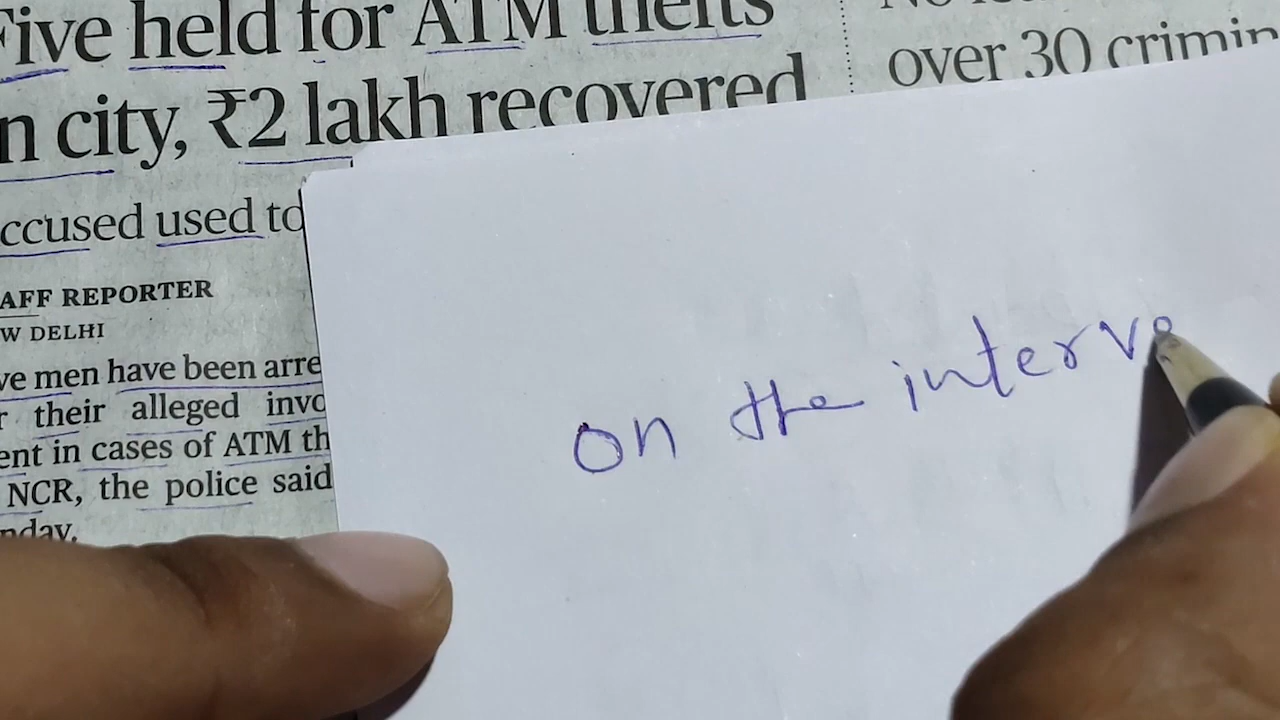 Five held for ATM thefts
n city, ₹2 lakh recovered
ccused used to
AFF REPORTER
W DELHI
ve men have been arre
r their alleged invo
ent in cases of ATM th
NCR, the police said
nday.
over 30 crimin
on the interva